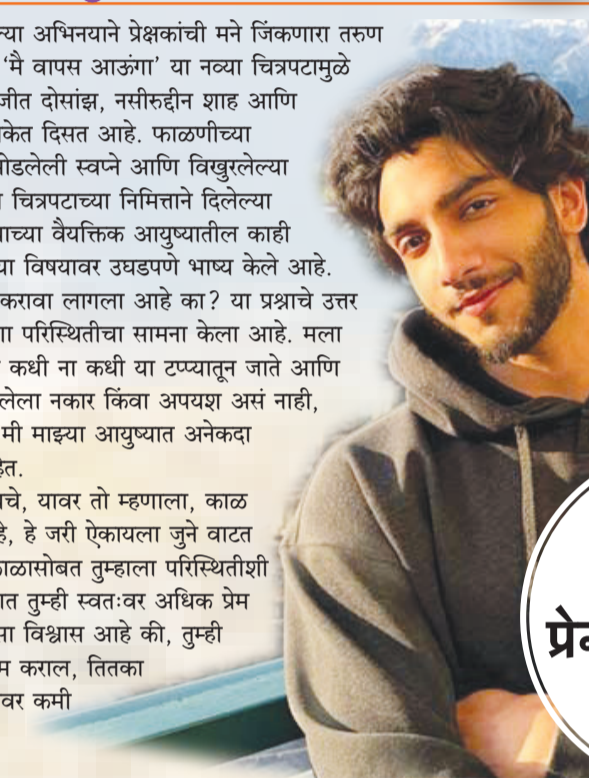 ्या अभिनयाने प्रेक्षकांची मने जिंकणारा तरुण
'मै वापस आऊंगा' या नव्या चित्रपटामुळे
जीत दोसांझ, नसीरुद्दीन शाह आणि
केत दिसत आहे. फाळणीच्या
ोडलेली स्वप्ने आणि विखुरलेल्या
चित्रपटाच्या निमित्ताने दिलेल्या
ाच्या वैयक्तिक आयुष्यातील काही
या विषयावर उघडपणे भाष्य केले आहे.
करावा लागला आहे का? या प्रश्नाचे उत्तर
ा परिस्थितीचा सामना केला आहे. मला
कधी ना कधी या टप्प्यातून जाते आणि
लेला नकार किंवा अपयश असं नाही,
मी माझ्या आयुष्यात अनेकदा
हेत.
ाचे, यावर तो म्हणाला, काळ
हे, हे जरी ऐकायला जुने वाटत
काळासोबत तुम्हाला परिस्थितीशी
ात तुम्ही स्वतःवर अधिक प्रेम
ा विश्वास आहे की, तुम्ही
म कराल, तितका
वर कमी
प्रे